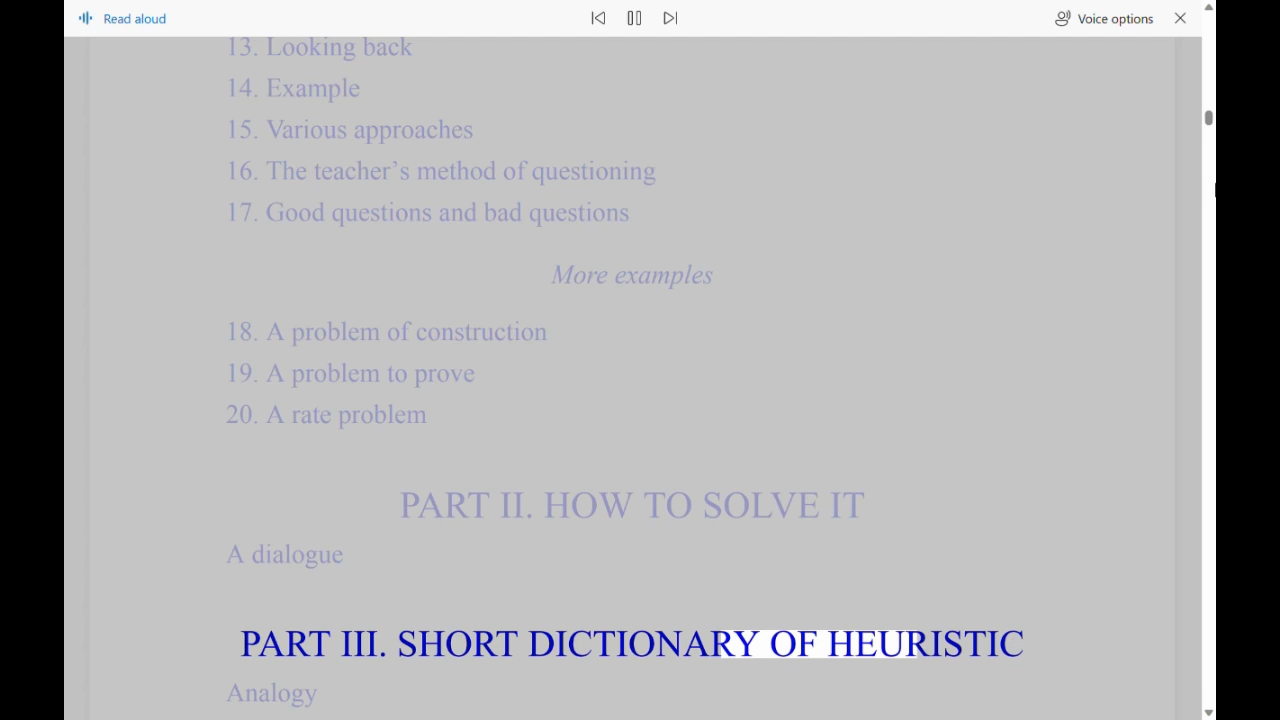 Read aloud
Voice options
13. Looking back
14. Example
15. Various approaches
16. The teacher’s method of questioning
17. Good questions and bad questions
More examples
18. A problem of construction
19. A problem to prove
20. A rate problem
PART II. HOW TO SOLVE IT
A dialogue
PART III. SHORT DICTIONARY OF HEURISTIC
Analogy